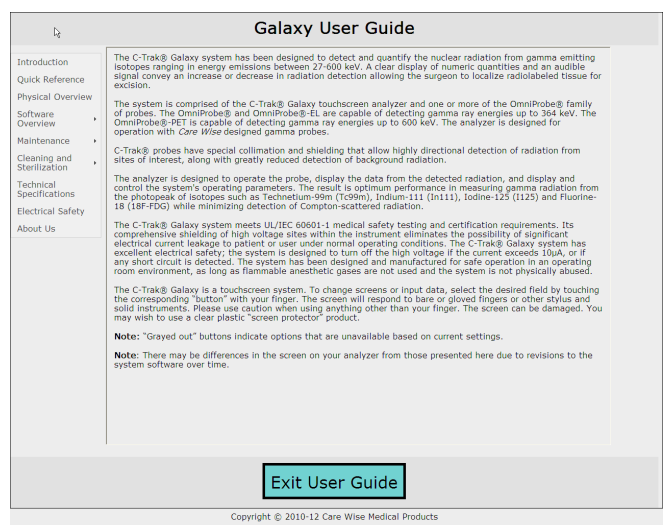 Galaxy User Guide
Introduction
Quick Reference
Physical Overview
Software
Overview
Maintenance
Cleaning and
Sterilization
Technical
Specifications
Electrical Safety
About Us
The C-Trak® Galaxy system has been designed to detect and quantify the nuclear radiation from gamma emitting
isotopes ranging in energy emissions between 27-600 keV. A clear display of numeric quantities and an audible
signal convey an increase or decrease in radiation detection allowing the surgeon to localize radiolabeled tissue for
excision.
The system is comprised of the C-Trak® Galaxy touchscreen analyzer and one or more of the OmniProbe® family
of probes. The OmniProbe® and OmniProbe®-EL are capable of detecting gamma ray energies up to 364 keV. The
OmniProbe®-PET is capable of detecting gamma ray energies up to 600 keV. The analyzer is designed for
operation with Care Wise designed gamma probes.
C-Trak® probes have special collimation and shielding that allow highly directional detection of radiation from
sites of interest, along with greatly reduced detection of background radiation.
The analyzer is designed to operate the probe, display the data from the detected radiation, and display and
control the system's operating parameters. The result is optimum performance in measuring gamma radiation from
the photopeak of isotopes such as Technetium-99m (Tc99m), Indium-111 (In111), Iodine-125 (I125) and Fluorine-
18 (18F-FDG) while minimizing detection of Compton-scattered radiation.
The C-Trak® Galaxy system meets UL/IEC 60601-1 medical safety testing and certification requirements. Its
comprehensive shielding of high voltage sites within the instrument eliminates the possibility of significant
electrical current leakage to patient or user under normal operating conditions. The C-Trak® Galaxy system has
excellent electrical safety; the system is designed to turn off the high voltage if the current exceeds 10µA, or if
any short circuit is detected. The system has been designed and manufactured for safe operation in an operating
room environment, as long as flammable anesthetic gases are not used and the system is not physically abused.
The C-Trak® Galaxy is a touchscreen system. To change screens or input data, select the desired field by touching
the corresponding "button" with your finger. The screen will respond to bare or gloved fingers or other stylus and
solid instruments. Please use caution when using anything other than your finger. The screen can be damaged. You
may wish to use a clear plastic "screen protector" product.
Note: "Grayed out" buttons indicate options that are unavailable based on current settings.
Note: There may be differences in the screen on your analyzer from those presented here due to revisions to the
system software over time.
Exit User Guide
Copyright © 2010-12 Care Wise Medical Products